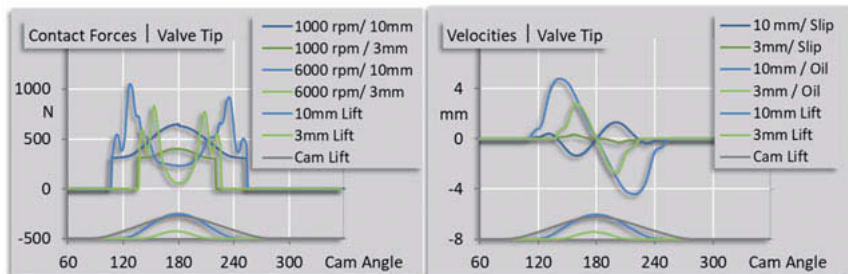 Contact Forces | Valve Tip
1000 rpm/ 10mm
1000 rpm / 3mm
6000 rpm/ 10mm
6000 rpm/ 3mm
10mm Lift
3mm Lift
Cam Lift
1000
N
500
0
-500
60 120 180 240 300 Cam Angle
Velocities | Valve Tip
10 mm/ Slip
3mm/ Slip
10mm / Oil
3mm / Oil
10mm Lift
3mm Lift
Cam Lift
4
mm
0
-4
-8
60 120 180 240 300 Cam Angle